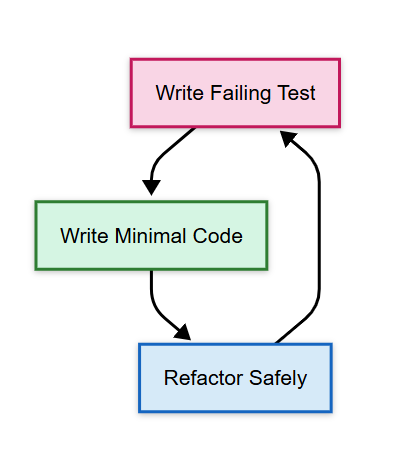 Write Failing Test
Write Minimal Code
Refactor Safely